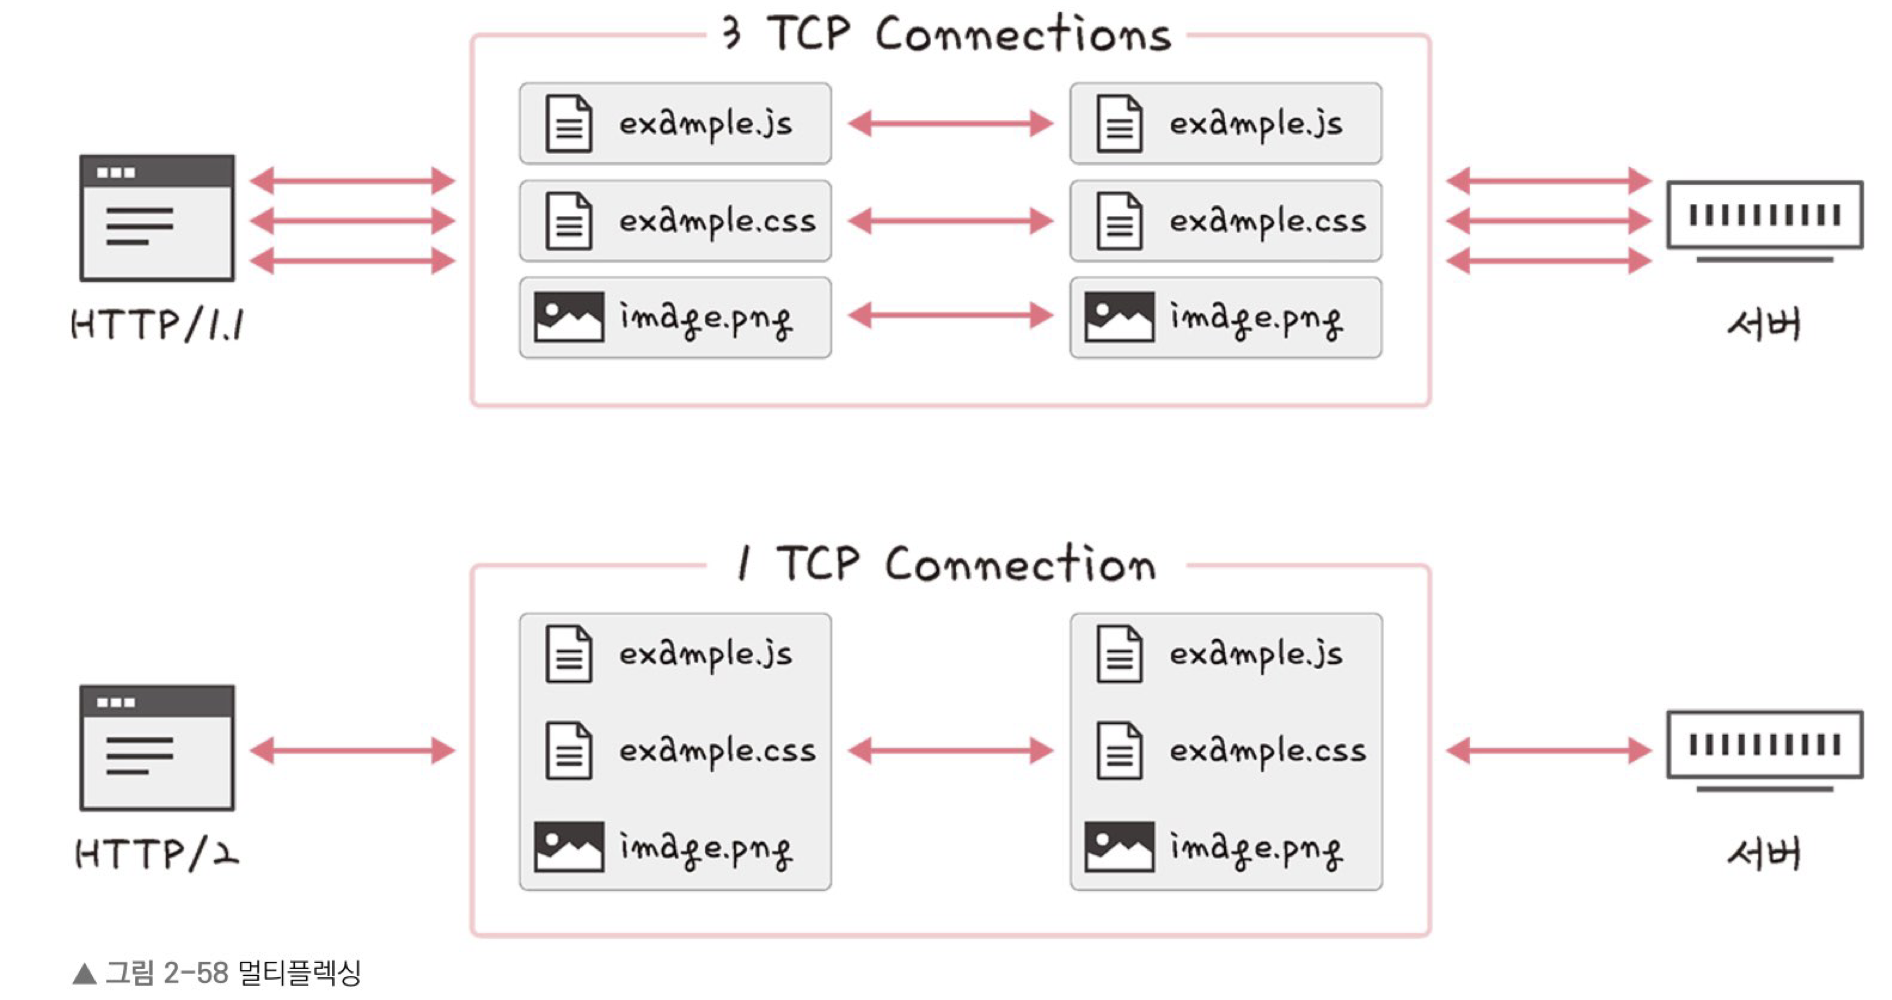 3 TCP Connections
example.js
example.js
example.css
example.css
image.png
image.png
HTTP/1.1
서버
1 TCP Connection
example.js
example.js
example.css
example.css
image.png
image.png
HTTP/2
서버
▲ 그림 2-58 멀티플렉싱